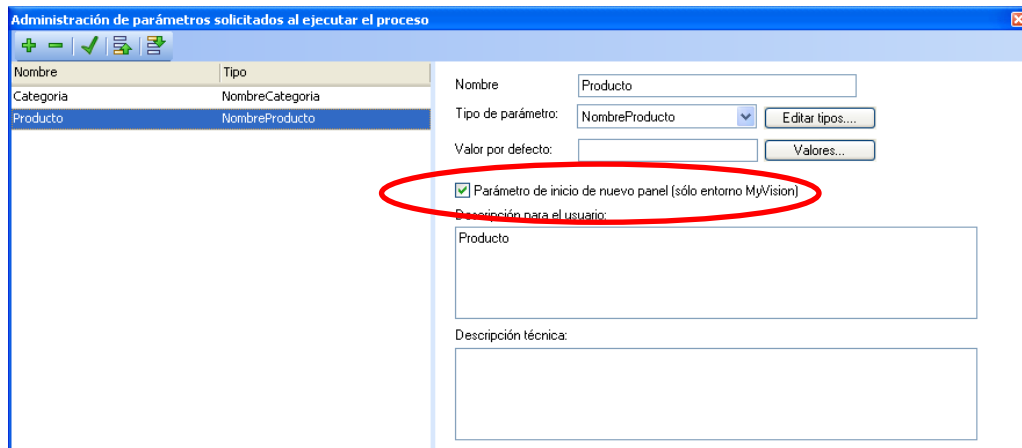 Administración de parámetros solicitados al ejecutar el proceso
Nombre Tipo
Categoria NombreCategoria
Producto NombreProducto
Nombre Producto
Tipo de parámetro: NombreProducto Editar tipos....
Valor por defecto: Valores...
Parámetro de inicio de nuevo panel (sólo entorno MyVision)
Descripción para el usuario:
Producto
Descripción técnica: